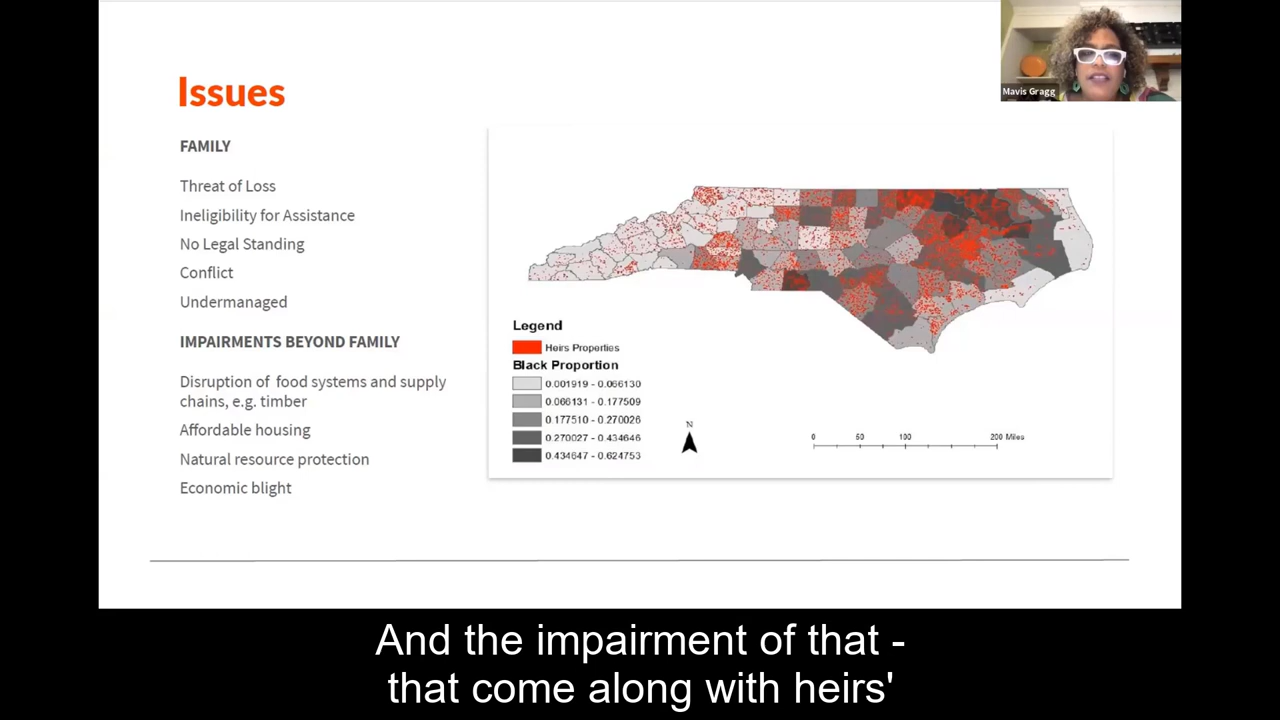 Issues
FAMILY
Threat of Loss
Ineligibility for Assistance
No Legal Standing
Conflict
Undermanaged
IMPAIRMENTS BEYOND FAMILY
Disruption of food systems and supply
chains, e.g. timber
Affordable housing
Natural resource protection
Economic blight
Mavis Gragg
Legend
Heirs Properties
Black Proportion
0.001919 - 0.066130
0.066131 - 0.177509
0.177510 - 0.270026
0.270027 - 0.434646
0.434647 - 0.624753
N
0 50 100 200 Miles
And the impairment of that -
that come along with heirs'